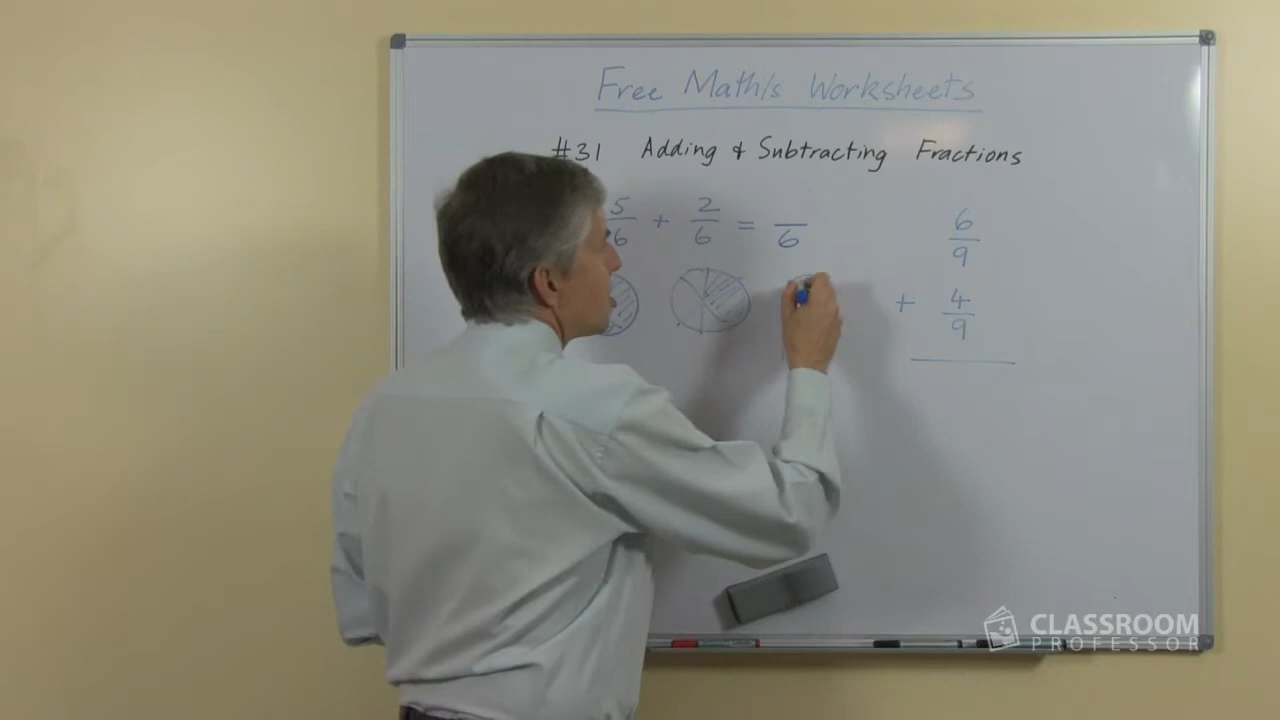 Free Math/s Worksheets
#31 Adding & Subtracting Fractions
5/6 + 2/6 = /6
6/9
+ 4/9
CLASSROOM
PROFESSOR